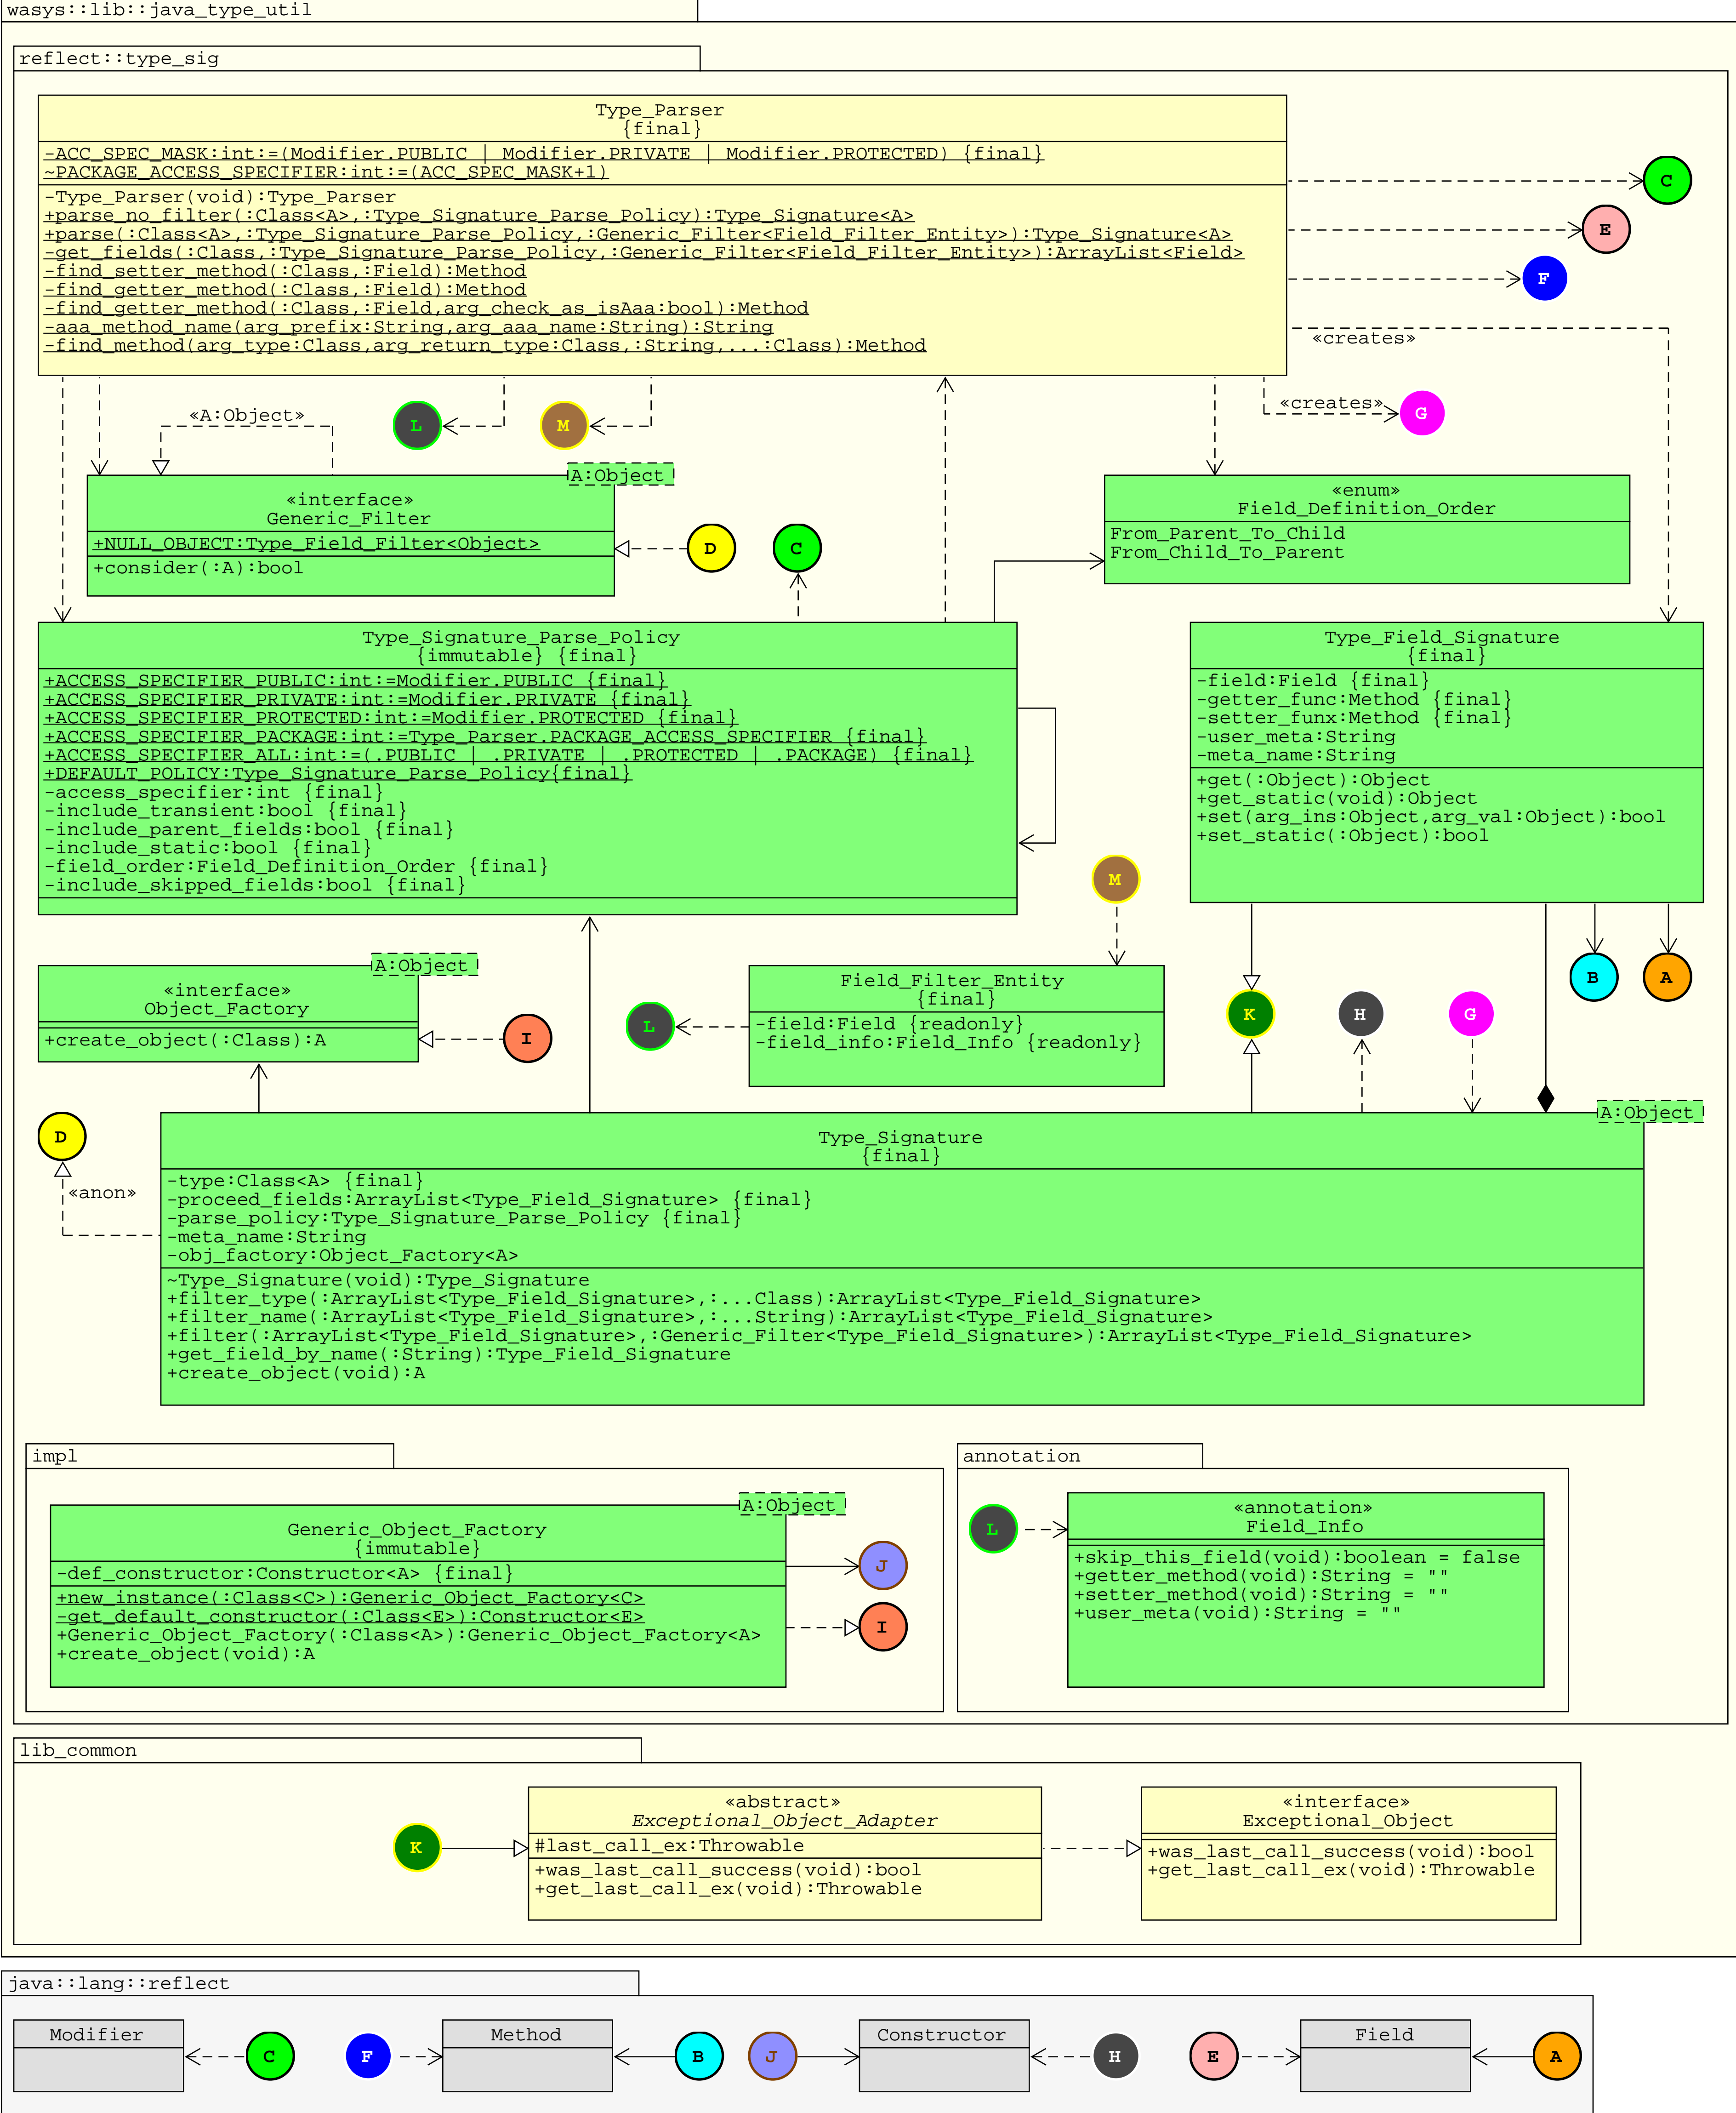 wasys::lib::java_type_util
reflect::type_sig
Type_Parser
{final}
-ACC_SPEC_MASK:int:=(Modifier.PUBLIC | Modifier.PRIVATE | Modifier.PROTECTED) {final}
~PACKAGE_ACCESS_SPECIFIER:int:=(ACC_SPEC_MASK+1)
-Type_Parser(void):Type_Parser
+parse_no_filter(:Class<A>,:Type_Signature_Parse_Policy):Type_Signature<A>
+parse(:Class<A>,:Type_Signature_Parse_Policy,:Generic_Filter<Field_Filter_Entity>):Type_Signature<A>
-get_fields(:Class,:Type_Signature_Parse_Policy,:Generic_Filter<Field_Filter_Entity>):ArrayList<Field>
-find_setter_method(:Class,:Field):Method
-find_getter_method(:Class,:Field):Method
-find_getter_method(:Class,:Field,arg_check_as_isAaa:bool):Method
-aaa_method_name(arg_prefix:String,arg_aaa_name:String):String
-find_method(arg_type:Class,arg_return_type:Class,:String,...:Class):Method
C
E
F
«creates»
«A:Object»
L
M
«creates»
G
A:Object
«interface»
Generic_Filter
+NULL_OBJECT:Type_Field_Filter<Object>
+consider(:A):bool
D
C
«enum»
Field_Definition_Order
From_Parent_To_Child
From_Child_To_Parent
Type_Signature_Parse_Policy
{immutable} {final}
+ACCESS_SPECIFIER_PUBLIC:int:=Modifier.PUBLIC {final}
+ACCESS_SPECIFIER_PRIVATE:int:=Modifier.PRIVATE {final}
+ACCESS_SPECIFIER_PROTECTED:int:=Modifier.PROTECTED {final}
+ACCESS_SPECIFIER_PACKAGE:int:=Type_Parser.PACKAGE_ACCESS_SPECIFIER {final}
+ACCESS_SPECIFIER_ALL:int:=(.PUBLIC | .PRIVATE | .PROTECTED | .PACKAGE) {final}
+DEFAULT_POLICY:Type_Signature_Parse_Policy{final}
-access_specifier:int {final}
-include_transient:bool {final}
-include_parent_fields:bool {final}
-include_static:bool {final}
-field_order:Field_Definition_Order {final}
-include_skipped_fields:bool {final}
Type_Field_Signature
{final}
-field:Field {final}
-getter_func:Method {final}
-setter_funx:Method {final}
-user_meta:String
-meta_name:String
+get(:Object):Object
+get_static(void):Object
+set(arg_ins:Object,arg_val:Object):bool
+set_static(:Object):bool
M
A:Object
«interface»
Object_Factory
+create_object(:Class):A
I
L
Field_Filter_Entity
{final}
-field:Field {readonly}
-field_info:Field_Info {readonly}
B
A
K
H
G
D
«anon»
A:Object
Type_Signature
{final}
-type:Class<A> {final}
-proceed_fields:ArrayList<Type_Field_Signature> {final}
-parse_policy:Type_Signature_Parse_Policy {final}
-meta_name:String
-obj_factory:Object_Factory<A>
~Type_Signature(void):Type_Signature
+filter_type(:ArrayList<Type_Field_Signature>,:...Class):ArrayList<Type_Field_Signature>
+filter_name(:ArrayList<Type_Field_Signature>,:...String):ArrayList<Type_Field_Signature>
+filter(:ArrayList<Type_Field_Signature>,:Generic_Filter<Type_Field_Signature>):ArrayList<Type_Field_Signature>
+get_field_by_name(:String):Type_Field_Signature
+create_object(void):A
impl
A:Object
Generic_Object_Factory
{immutable}
-def_constructor:Constructor<A> {final}
+new_instance(:Class<C>):Generic_Object_Factory<C>
-get_default_constructor(:Class<E>):Constructor<E>
+Generic_Object_Factory(:Class<A>):Generic_Object_Factory<A>
+create_object(void):A
J
I
annotation
L
«annotation»
Field_Info
+skip_this_field(void):boolean = false
+getter_method(void):String = ""
+setter_method(void):String = ""
+user_meta(void):String = ""
lib_common
K
«abstract»
Exceptional_Object_Adapter
#last_call_ex:Throwable
+was_last_call_success(void):bool
+get_last_call_ex(void):Throwable
«interface»
Exceptional_Object
+was_last_call_success(void):bool
+get_last_call_ex(void):Throwable
java::lang::reflect
Modifier
C
F
Method
B
J
Constructor
H
E
Field
A